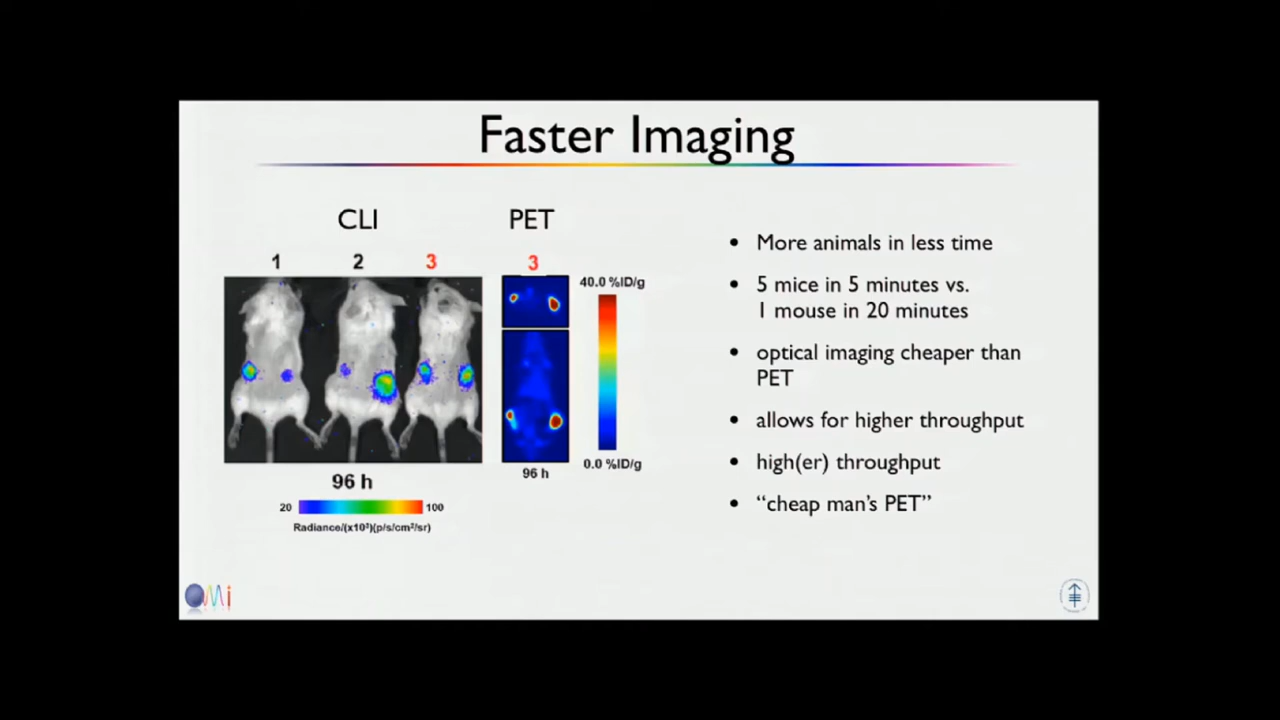 Faster Imaging
CLI
PET
1
2
3
3
40.0 %ID/g
0.0 %ID/g
96 h
96 h
20
100
Radiance/(x10³)(p/s/cm²/sr)
• More animals in less time
• 5 mice in 5 minutes vs.
1 mouse in 20 minutes
• optical imaging cheaper than
PET
• allows for higher throughput
• high(er) throughput
• “cheap man’s PET”
OMi